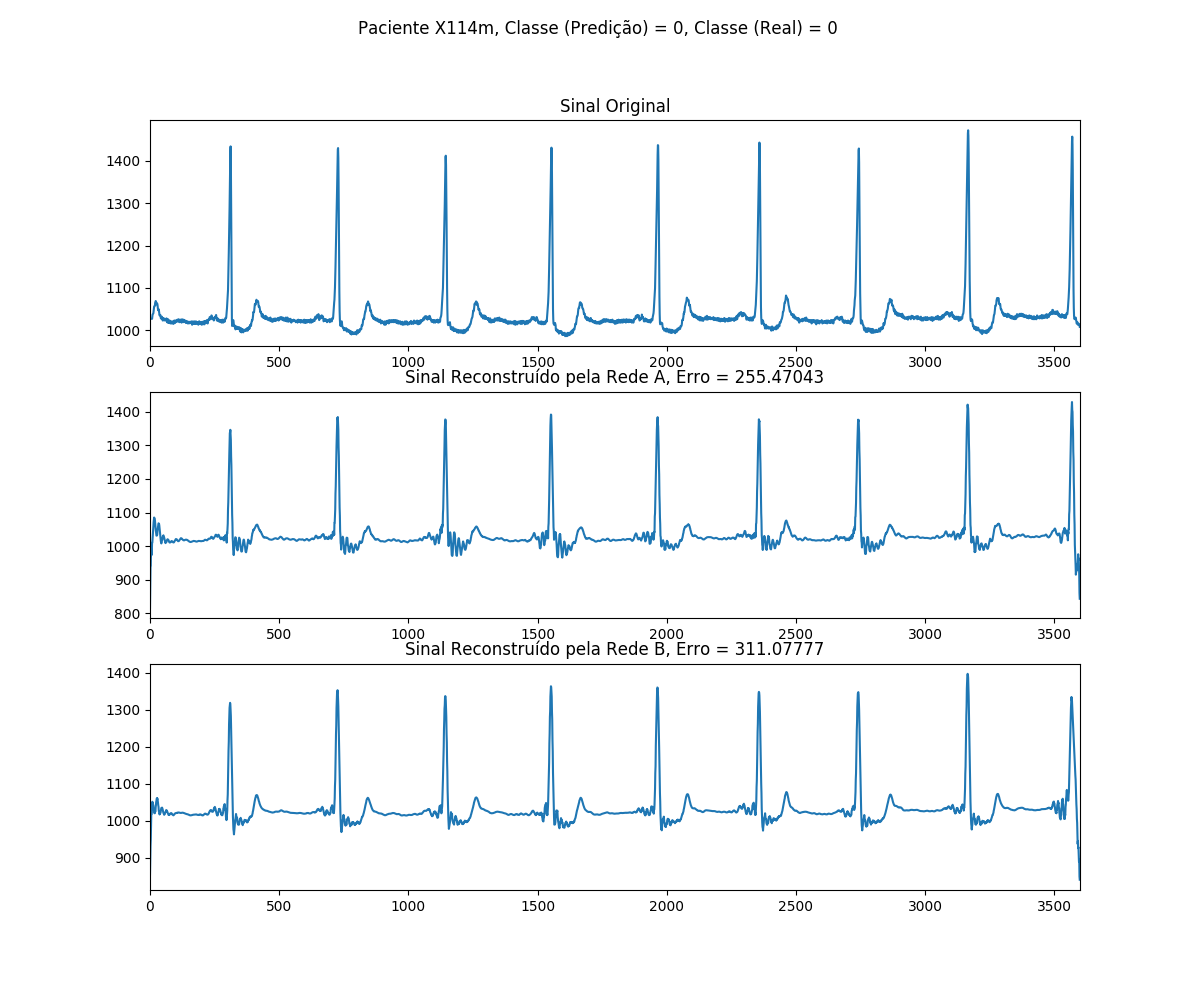 Paciente X114m, Classe (Predição) = 0, Classe (Real) = 0
Sinal Original
1400
1300
1200
1100
1000
0 500 1000 1500 2000 2500 3000 3500
Sinal Reconstruído pela Rede A, Erro = 255.47043
1400
1300
1200
1100
1000
900
800
0 500 1000 1500 2000 2500 3000 3500
Sinal Reconstruído pela Rede B, Erro = 311.07777
1400
1300
1200
1100
1000
900
0 500 1000 1500 2000 2500 3000 3500